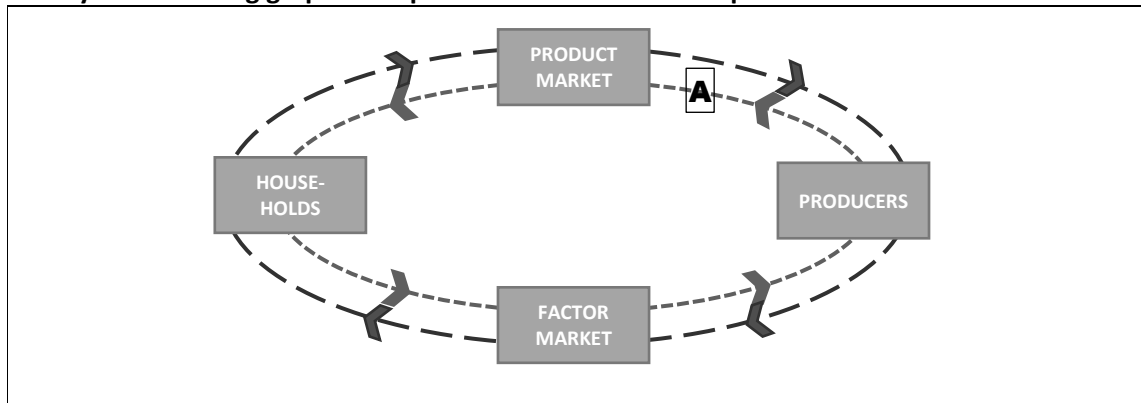 PRODUCT
MARKET
A
HOUSE-
HOLDS
PRODUCERS
FACTOR
MARKET